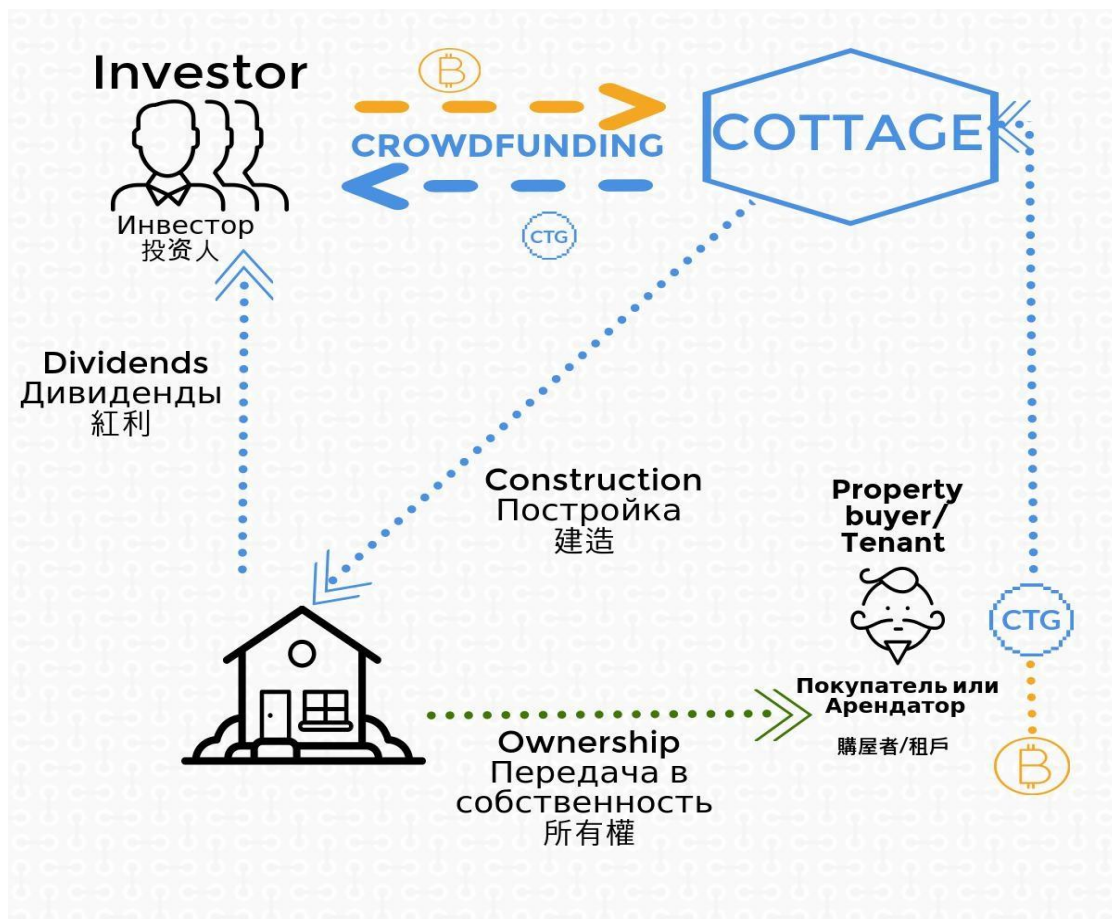 Investor
CROWDFUNDING
COTTAGE
CTG
Инвестор
投资人
Dividends
Дивиденды
紅利
Construction
Постройка
建造
Property
buyer/
Tenant
CTG
Покупатель или
Арендатор
購屋者/租戶
Ownership
Передача в
собственность
所有權